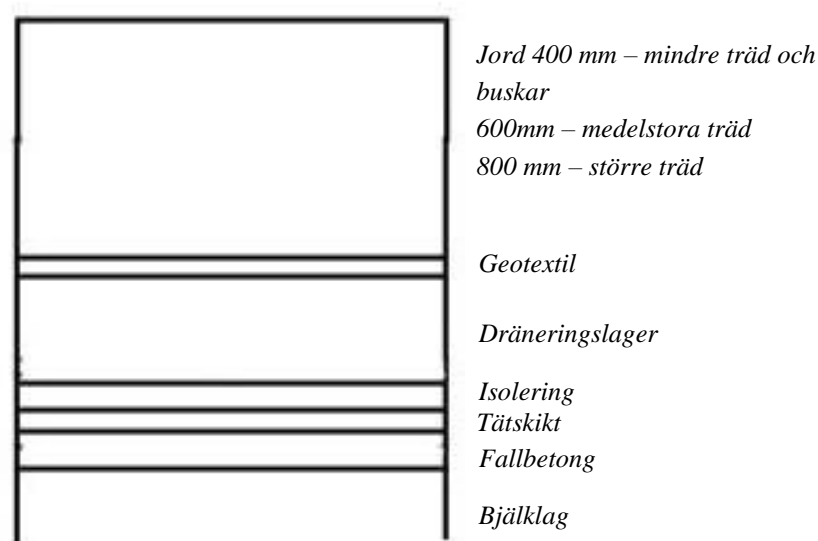 Jord 400 mm – mindre träd och
buskar
600mm – medelstora träd
800 mm – större träd
Geotextil
Dräneringslager
Isolering
Tätskikt
Fallbetong
Bjälklag